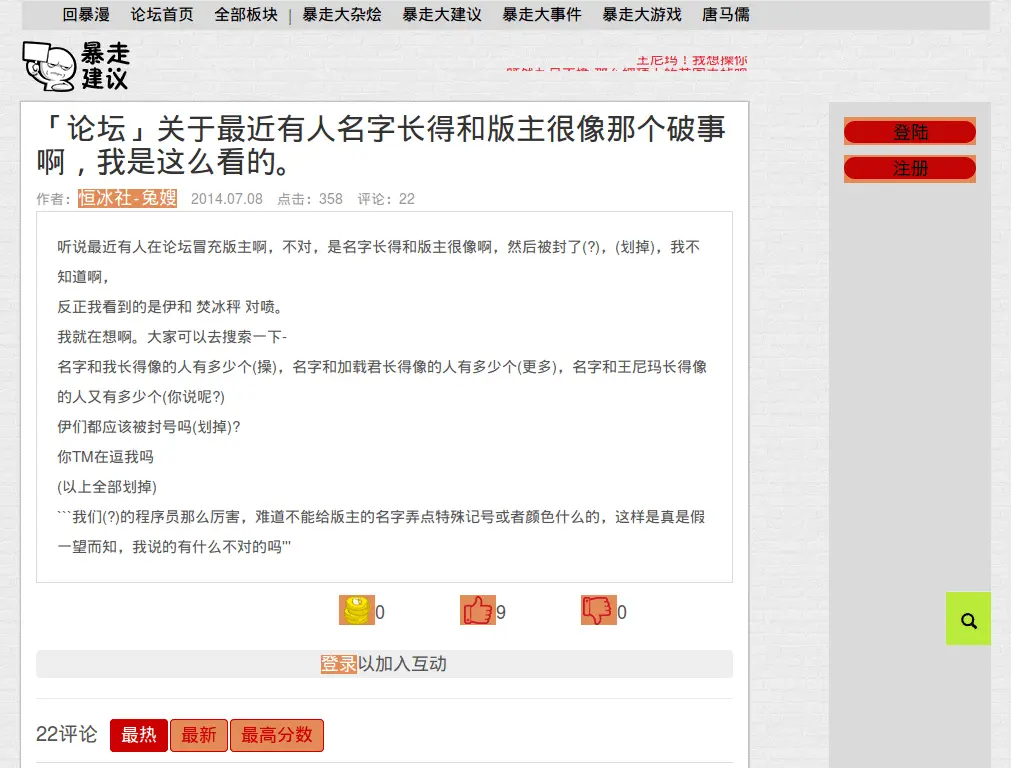 回暴漫 论坛首页 全部板块 | 暴走大杂烩 暴走大建议 暴走大事件 暴走大游戏 唐马儒
暴走
建议
王尼玛！我想操你
登陆
注册
「论坛」关于最近有人名字长得和版主很像那个破事
啊，我是这么看的。
作者：恒冰社-兔嫂 2014.07.08 点击：358 评论：22
听说最近有人在论坛冒充版主啊，不对，是名字长得和版主很像啊，然后被封了(?)，(划掉)，我不
知道啊，
反正我看到的是伊和 焚冰秤 对喷。
我就在想啊。大家可以去搜索一下-
名字和我长得像的人有多少个(操)，名字和加载君长得像的人有多少个(更多)，名字和王尼玛长得像
的人又有多少个(你说呢?)
伊们都应该被封号吗(划掉)?
你TM在逗我吗
(以上全部划掉)
```我们(?)的程序员那么厉害，难道不能给版主的名字弄点特殊记号或者颜色什么的，这样是真是假
一望而知，我说的有什么不对的吗'''
0 9 0
登录以加入互动
22评论 最热 最新 最高分数